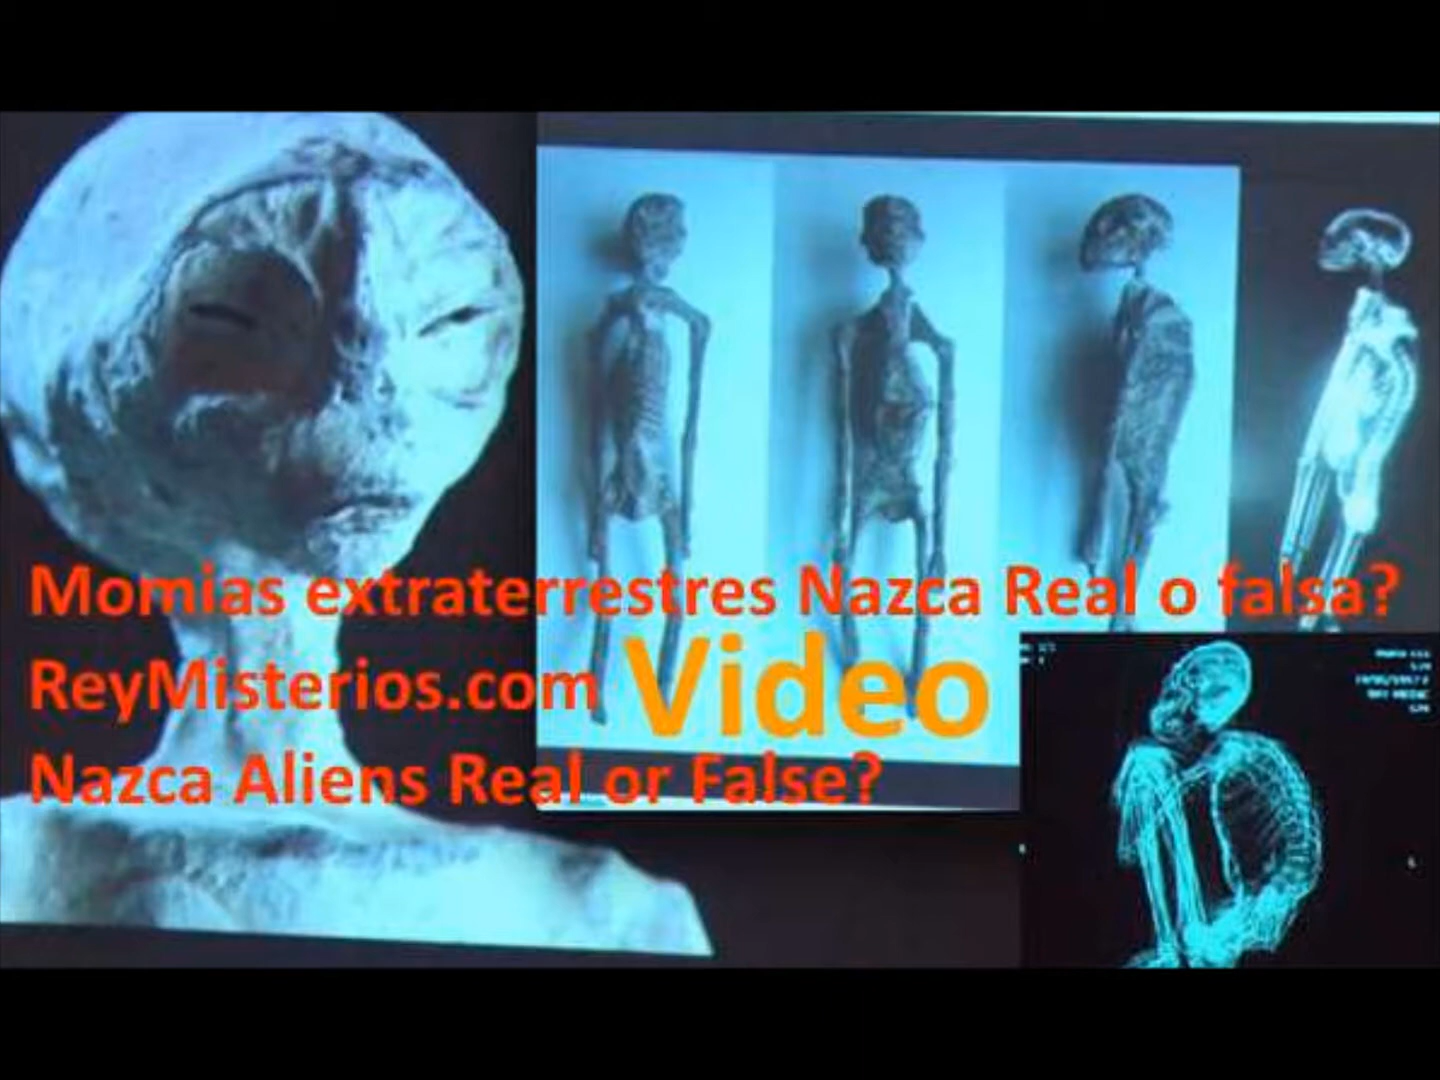 Momias extraterrestres Nazca Real o falsa?
ReyMisterios.com Video
Nazca Aliens Real or False?